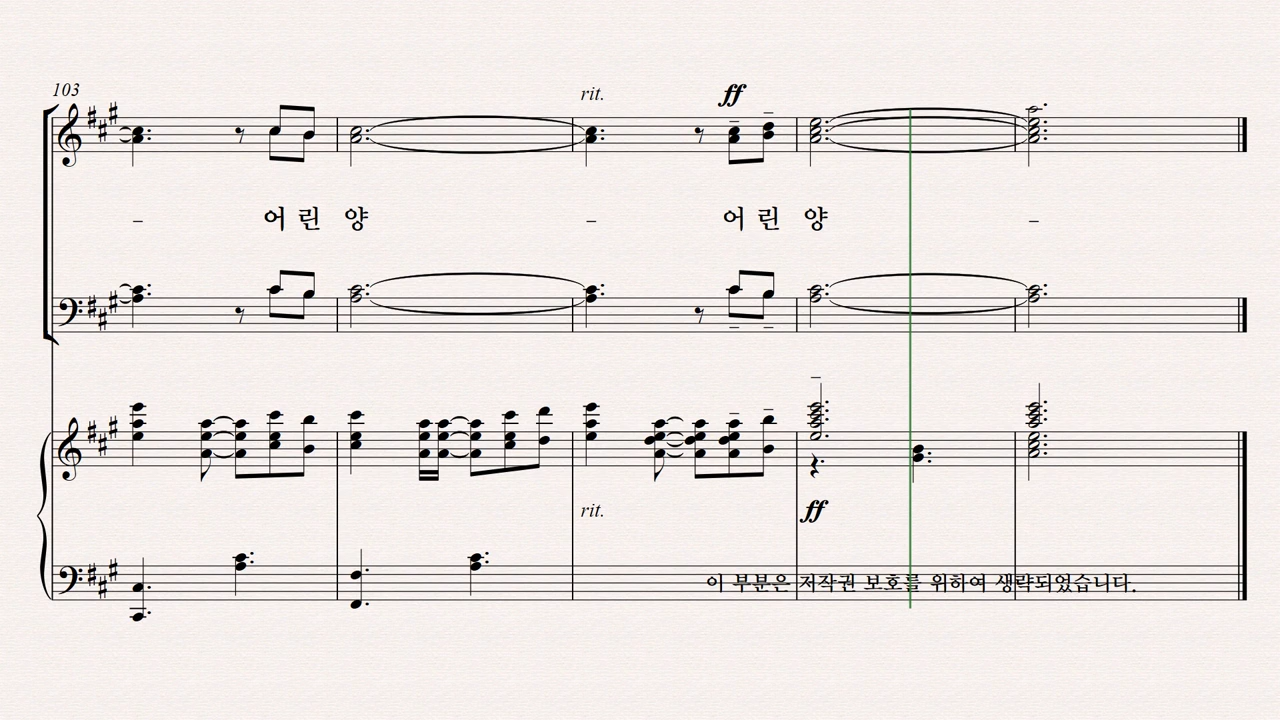 103
rit.
ff
어 린 양
어 린 양
rit.
ff
이 부분은 저작권 보호를 위하여 생략되었습니다.